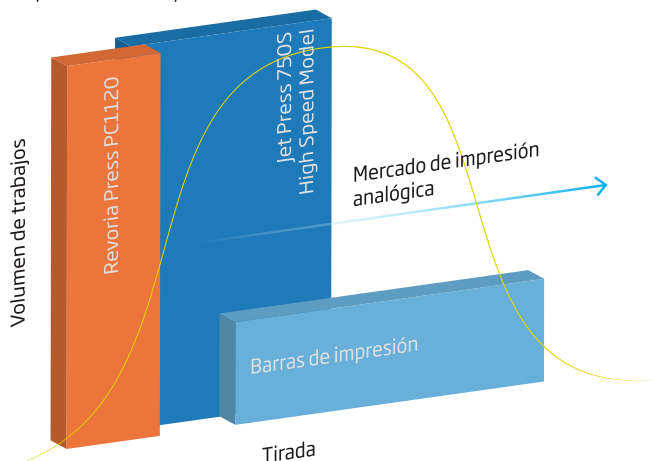 Revoria Press PC1120
Jet Press 750S
High Speed Model
Mercado de impresión
analógica
Barras de impresión
Volumen de trabajos
Tirada